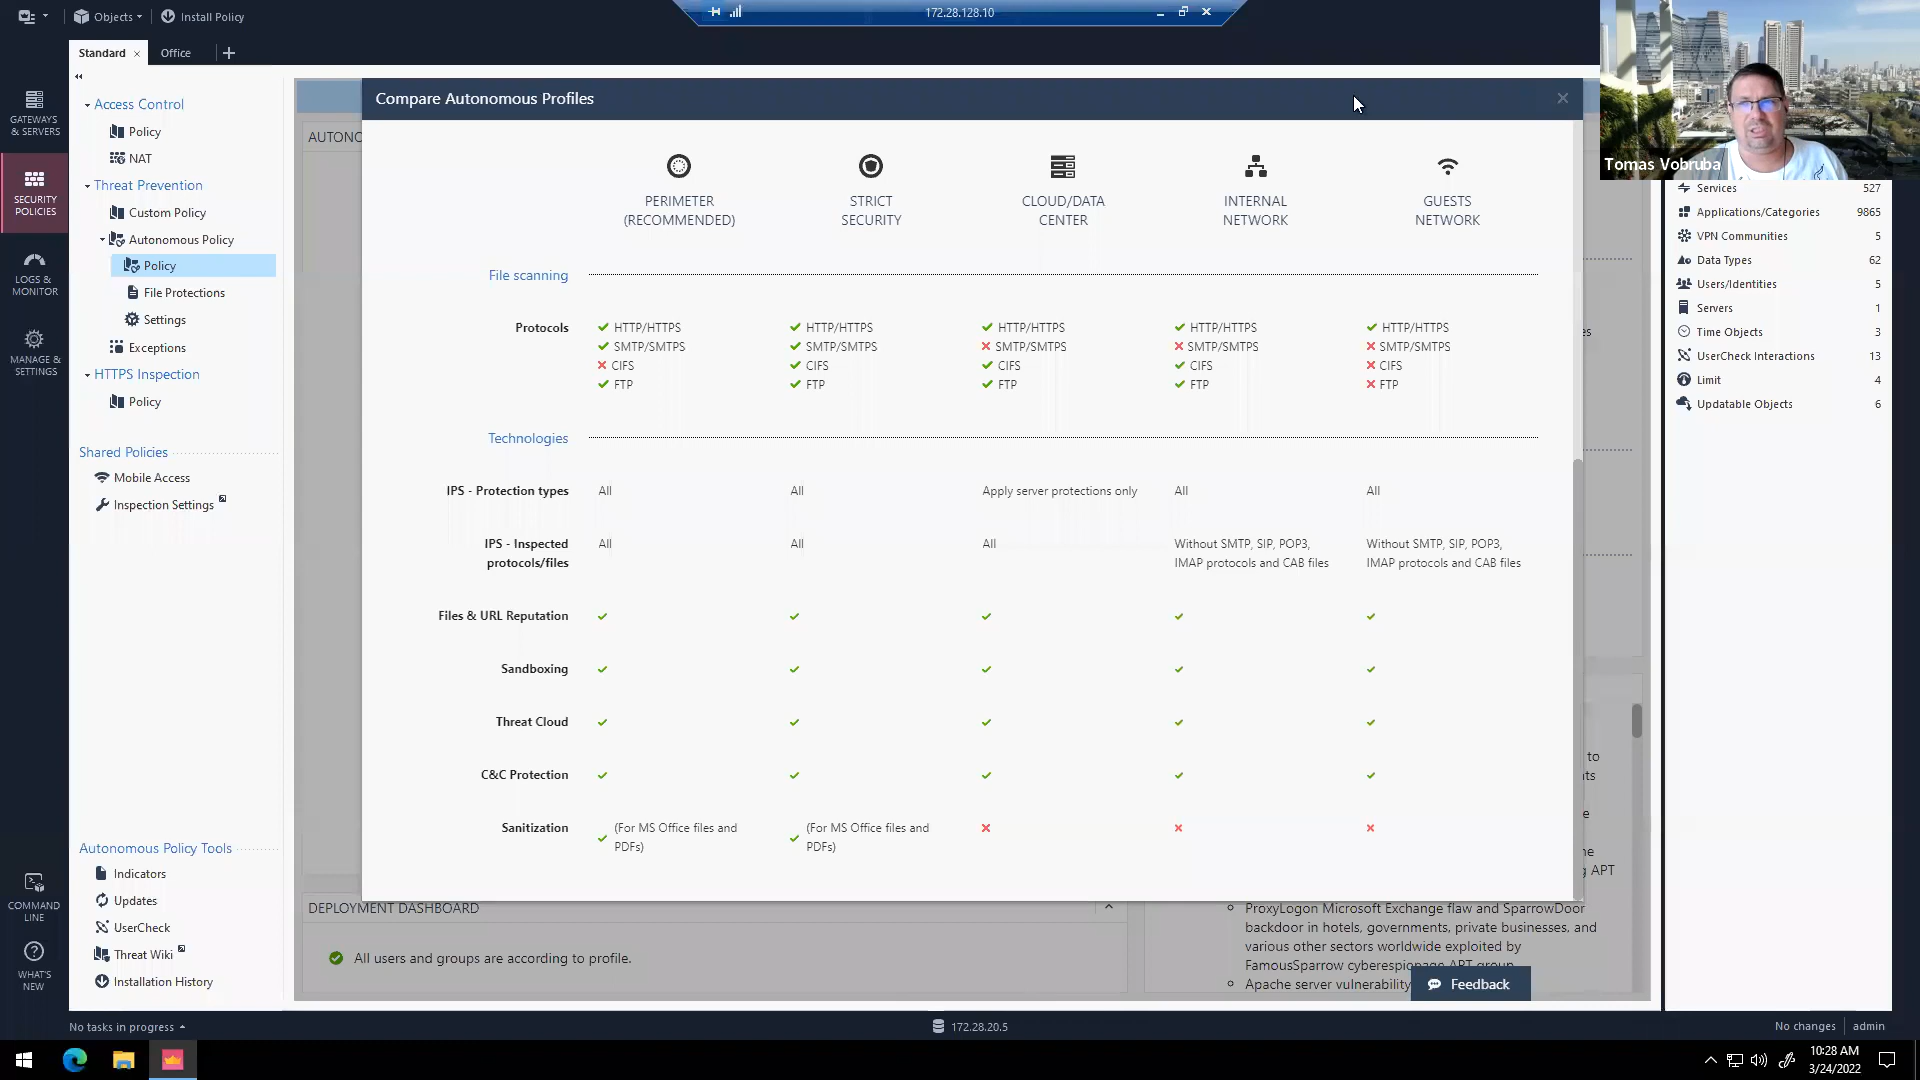 Objects
Install Policy
172.28.128.10
Standard
Office
Tomas Vobruba
GATEWAYS
& SERVERS
SECURITY
POLICIES
LOGS &
MONITOR
MANAGE &
SETTINGS
COMMAND
LINE
WHAT'S
NEW
Access Control
Policy
NAT
Threat Prevention
Custom Policy
Autonomous Policy
Policy
File Protections
Settings
Exceptions
HTTPS Inspection
Policy
Shared Policies
Mobile Access
Inspection Settings
Autonomous Policy Tools
Indicators
Updates
UserCheck
Threat Wiki
Installation History
AUTONO
Compare Autonomous Profiles
PERIMETER
(RECOMMENDED)
STRICT
SECURITY
CLOUD/DATA
CENTER
INTERNAL
NETWORK
GUESTS
NETWORK
File scanning
Protocols
HTTP/HTTPS
SMTP/SMTPS
CIFS
FTP
HTTP/HTTPS
SMTP/SMTPS
CIFS
FTP
HTTP/HTTPS
SMTP/SMTPS
CIFS
FTP
HTTP/HTTPS
SMTP/SMTPS
CIFS
FTP
HTTP/HTTPS
SMTP/SMTPS
CIFS
FTP
Technologies
IPS - Protection types
All
All
Apply server protections only
All
All
IPS - Inspected
protocols/files
All
All
All
Without SMTP, SIP, POP3,
IMAP protocols and CAB files
Without SMTP, SIP, POP3,
IMAP protocols and CAB files
Files & URL Reputation
Sandboxing
Threat Cloud
C&C Protection
Sanitization
(For MS Office files and
PDFs)
(For MS Office files and
PDFs)
DEPLOYMENT DASHBOARD
All users and groups are according to profile.
es
to
nts
e
he
g APT
ProxyLogon Microsoft Exchange flaw and SparrowDoor
backdoor in hotels, governments, private businesses, and
various other sectors worldwide exploited by
FamousSparrow cyberespionage APT group
Apache server vulnerability
Feedback
Services 527
Applications/Categories 9865
VPN Communities 5
Data Types 62
Users/Identities 5
Servers 1
Time Objects 3
UserCheck Interactions 13
Limit 4
Updatable Objects 6
No tasks in progress
172.28.20.5
No changes
admin
10:28 AM
3/24/2022